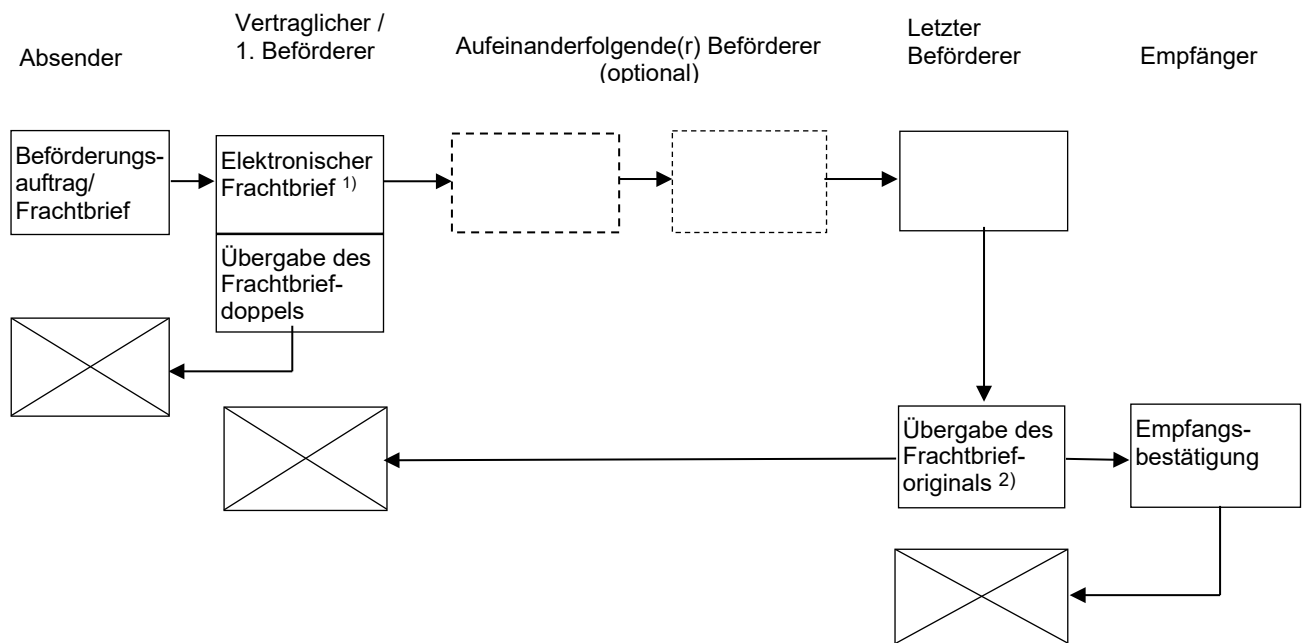 Absender
Vertraglicher /
1. Beförderer
Aufeinanderfolgende(r) Beförderer
(optional)
Letzter
Beförderer
Empfänger
Beförderungs-
auftrag/
Frachtbrief
Elektronischer
Frachtbrief 1)
Übergabe des
Frachtbrief-
doppels
Übergabe des
Frachtbrief-
originals 2)
Empfangs-
bestätigung